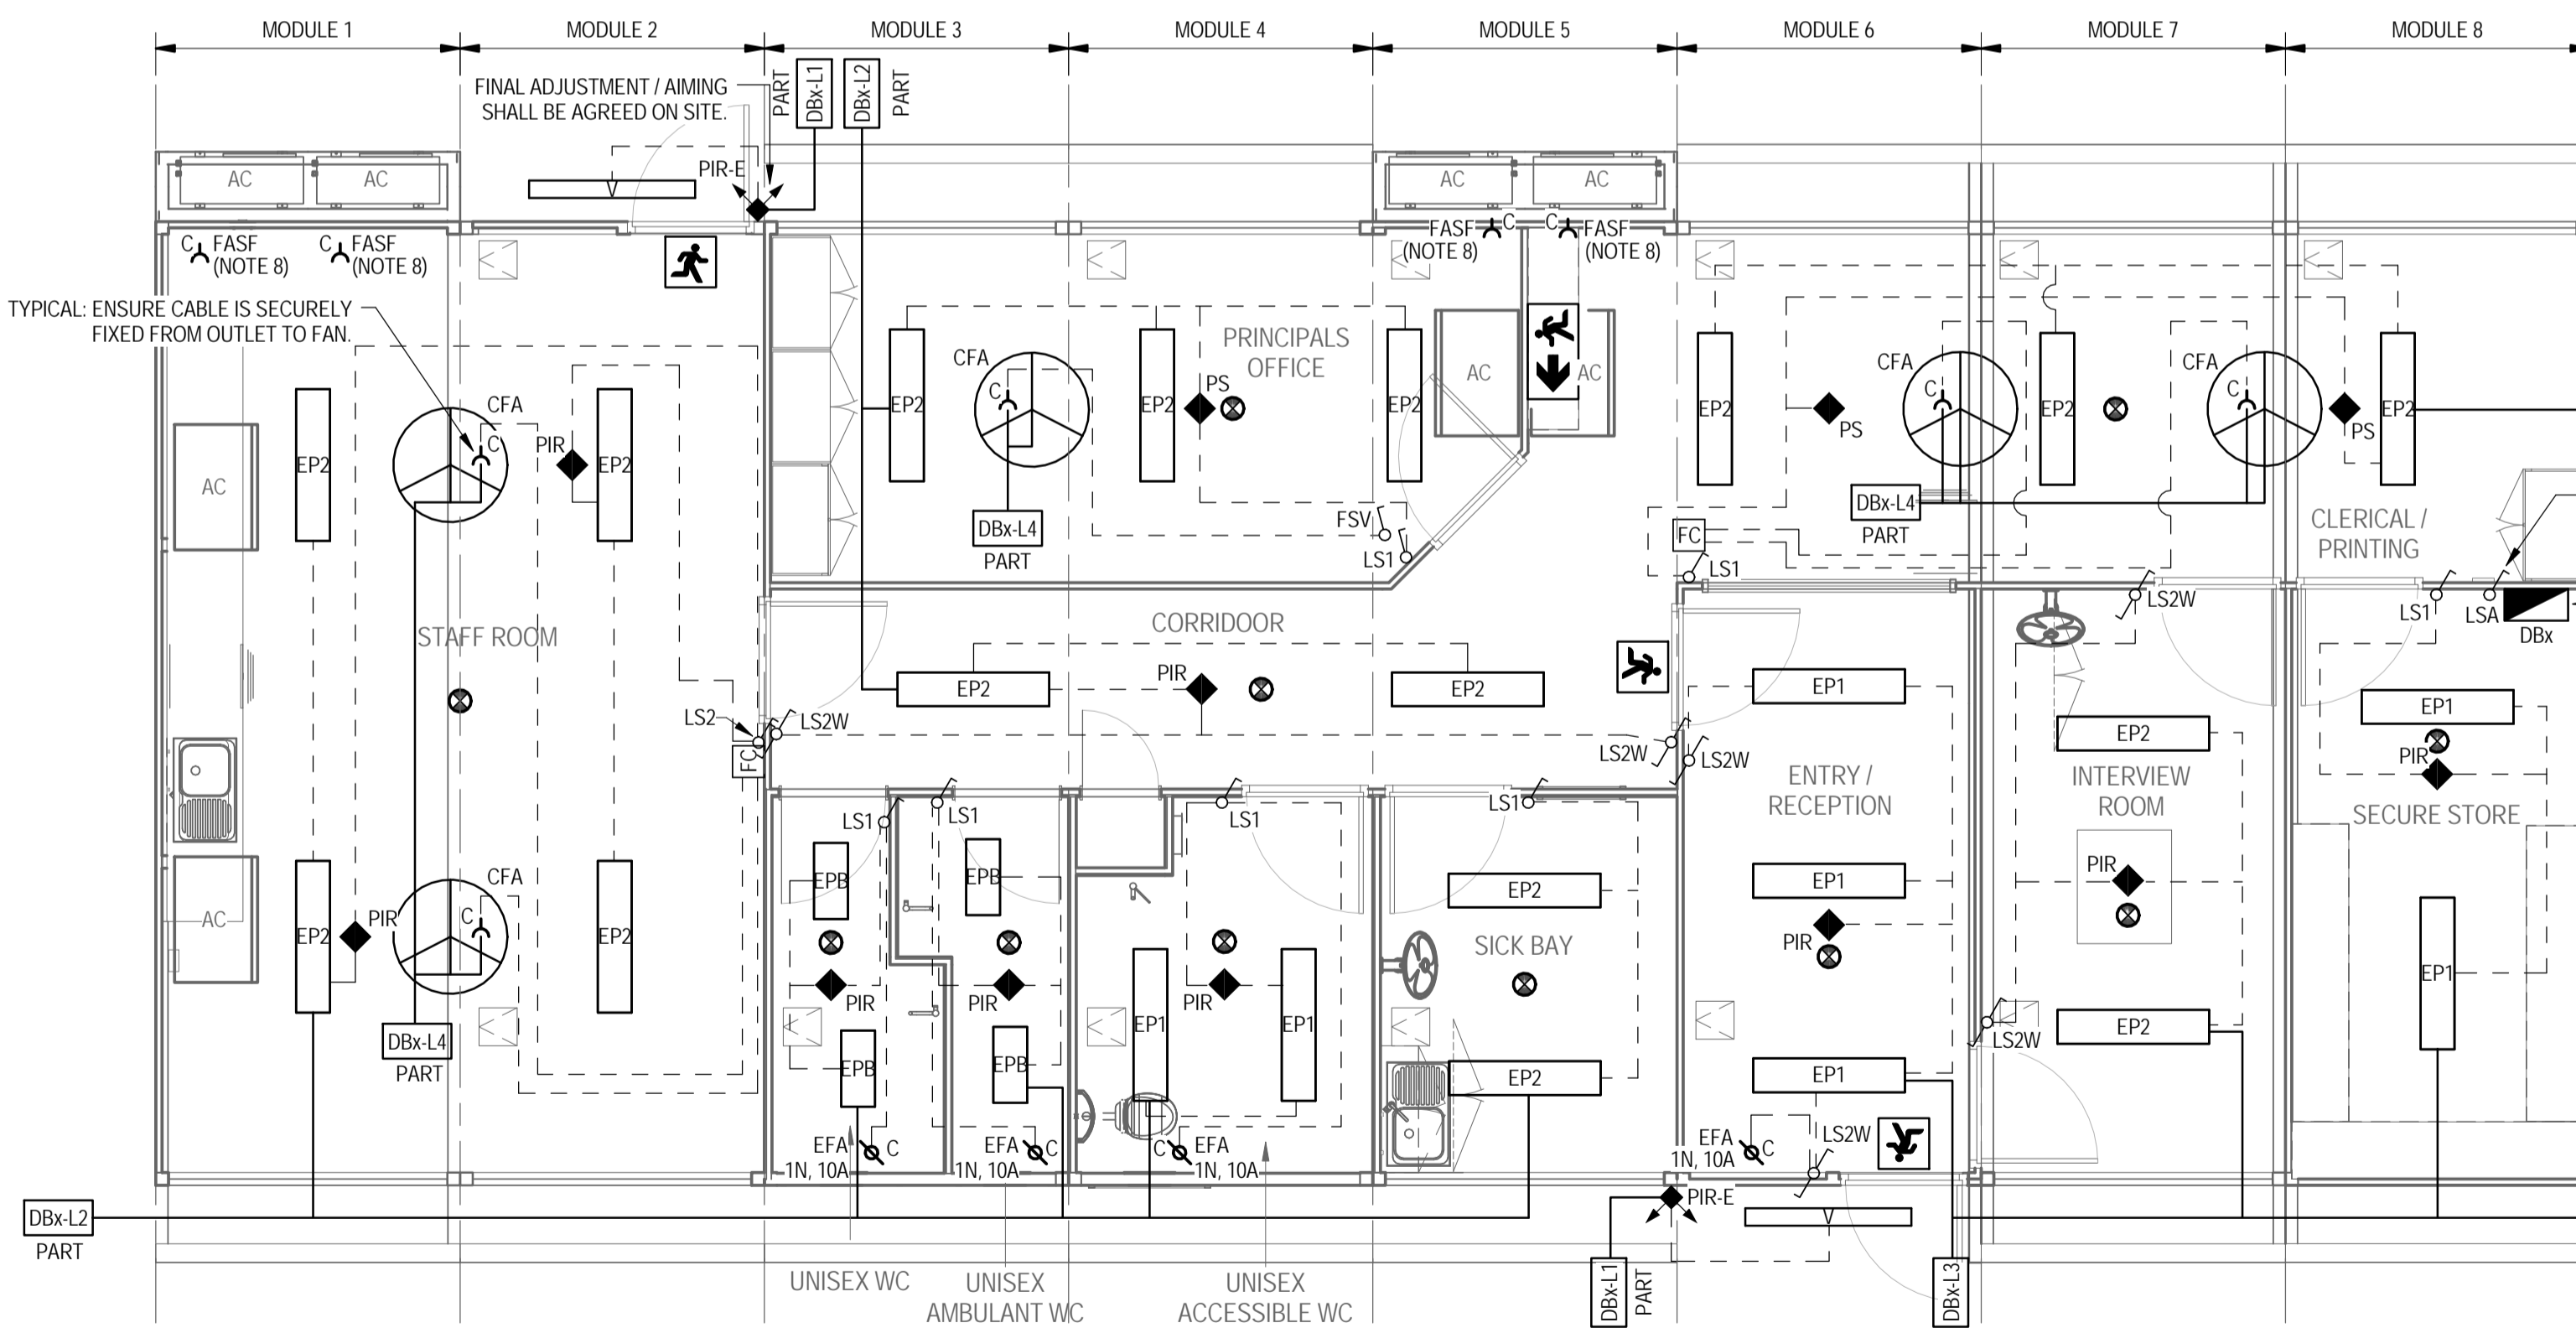 MODULE 1
MODULE 2
MODULE 3
MODULE 4
MODULE 5
MODULE 6
MODULE 7
MODULE 8
FINAL ADJUSTMENT / AIMING
SHALL BE AGREED ON SITE.
PART
DBx-L1
DBx-L2
PART
PIR-E
V
AC
AC
AC
AC
C
FASF
(NOTE 8)
C
FASF
(NOTE 8)
FASF
(NOTE 8)
C
C
FASF
(NOTE 8)
TYPICAL: ENSURE CABLE IS SECURELY
FIXED FROM OUTLET TO FAN.
AC
EP2
CFA
C
PIR
EP2
STAFF ROOM
LS2
FC
LS2W
AC
EP2
PIR
CFA
C
EP2
DBx-L4
PART
EP2
CFA
C
DBx-L4
PART
EP2
PS
PRINCIPALS
OFFICE
EP2
AC
AC
FSV
LS1
CORRIDOOR
EP2
PIR
EP2
LS2W
LS2W
EP2
PS
CFA
C
EP2
CFA
C
PS
EP2
DBx-L4
PART
FC
LS1
CLERICAL /
PRINTING
LS2W
LS1
LSA
DBx
EP1
EP2
EP1
PIR
ENTRY /
RECEPTION
INTERVIEW
ROOM
SECURE STORE
LS1
LS1
LS1
LS1
EPB
EPB
EP2
EP1
PIR
SICK BAY
PIR
EP1
PIR
PIR
PIR
EP1
EP1
EPB
EPB
EP2
EP1
EP2
LS2W
EFA
1N, 10A
C
EFA
1N, 10A
C
C
EFA
1N, 10A
EFA
1N, 10A
C
LS2W
DBx-L2
PART
PIR-E
V
DBx-L1
PART
DBx-L3
UNISEX WC
UNISEX
AMBULANT WC
UNISEX
ACCESSIBLE WC